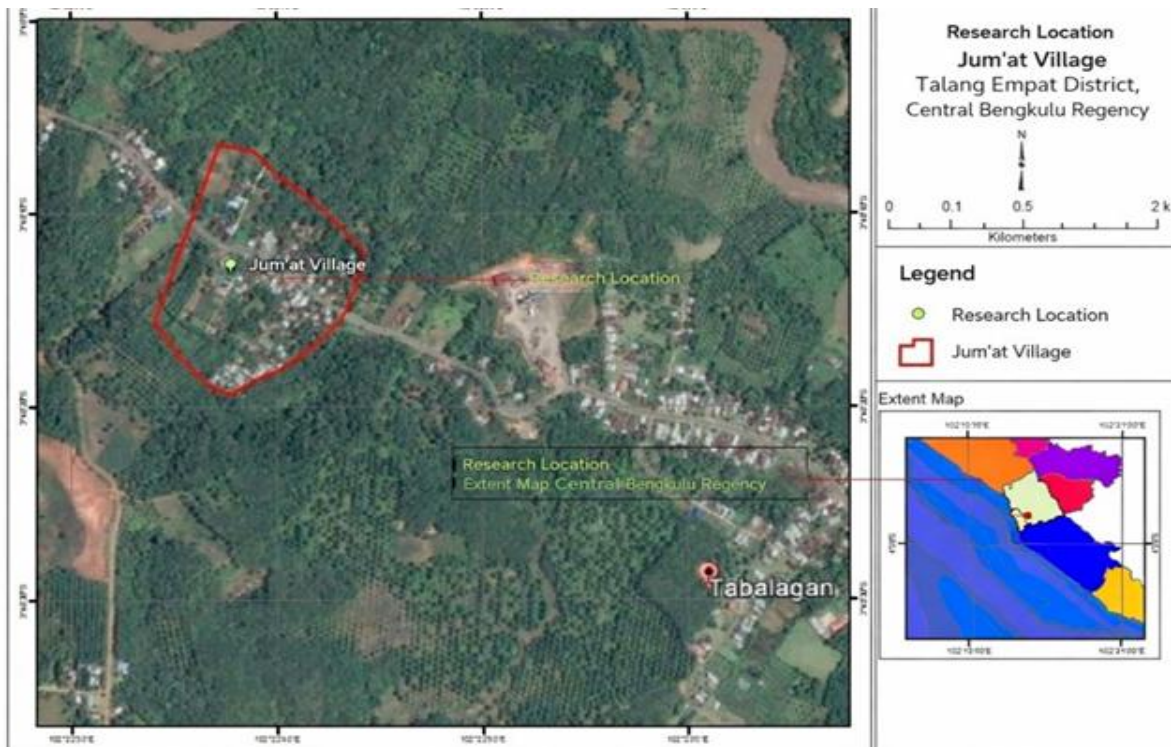 Research Location
Jum'at Village
Talang Empat District,
Central Bengkulu Regency
N
0 0.1 0.5 2 k
Kilometers
Legend
Research Location
Jum'at Village
Extent Map
Jum'at Village
Research Location
Research Location
Extent Map Central Bengkulu Regency
Tabalagan